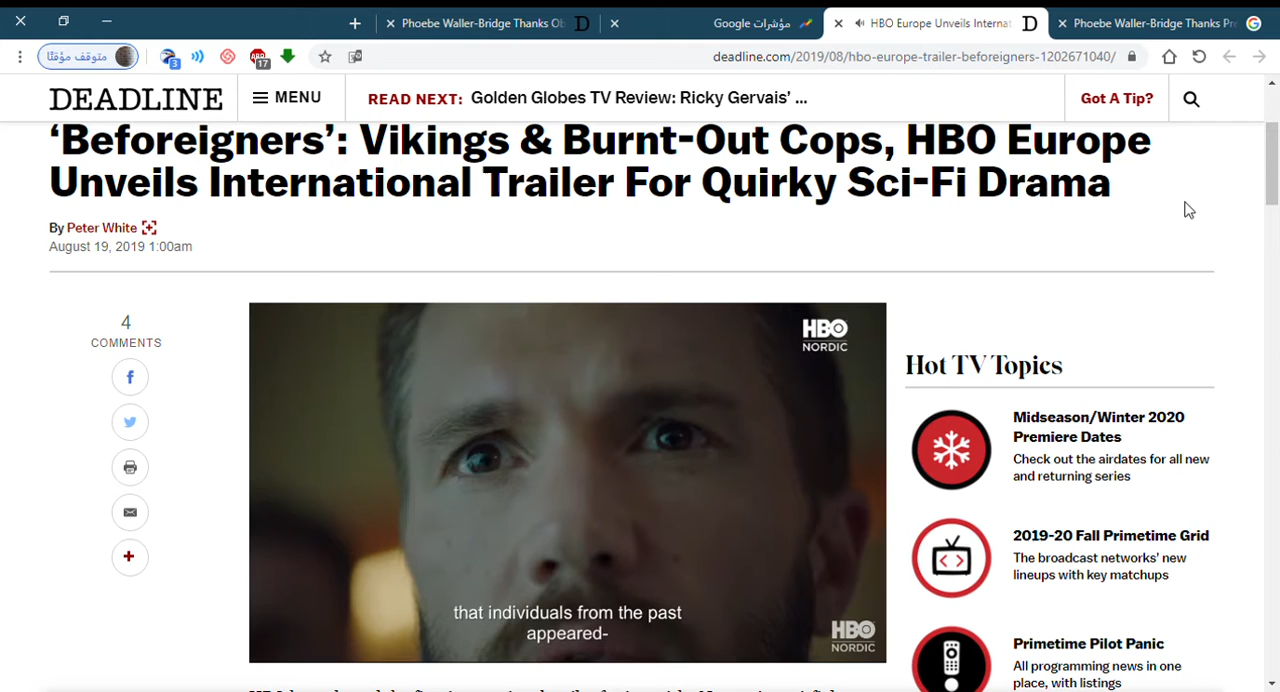 Phoebe Waller-Bridge Thanks Ob
مؤشرات Google
HBO Europe Unveils Internat
Phoebe Waller-Bridge Thanks Pr
متوقف مؤقتًا
3
17
deadline.com/2019/08/hbo-europe-trailer-beforeigners-1202671040/
DEADLINE
MENU
READ NEXT: Golden Globes TV Review: Ricky Gervais’ ...
Got A Tip?
‘Beforeigners’: Vikings & Burnt-Out Cops, HBO Europe
Unveils International Trailer For Quirky Sci-Fi Drama
By Peter White
August 19, 2019 1:00am
4
COMMENTS
HBO
NORDIC
that individuals from the past
appeared-
HBO
NORDIC
Hot TV Topics
Midseason/Winter 2020
Premiere Dates
Check out the airdates for all new
and returning series
2019-20 Fall Primetime Grid
The broadcast networks' new
lineups with key matchups
Primetime Pilot Panic
All programming news in one
place, with listings